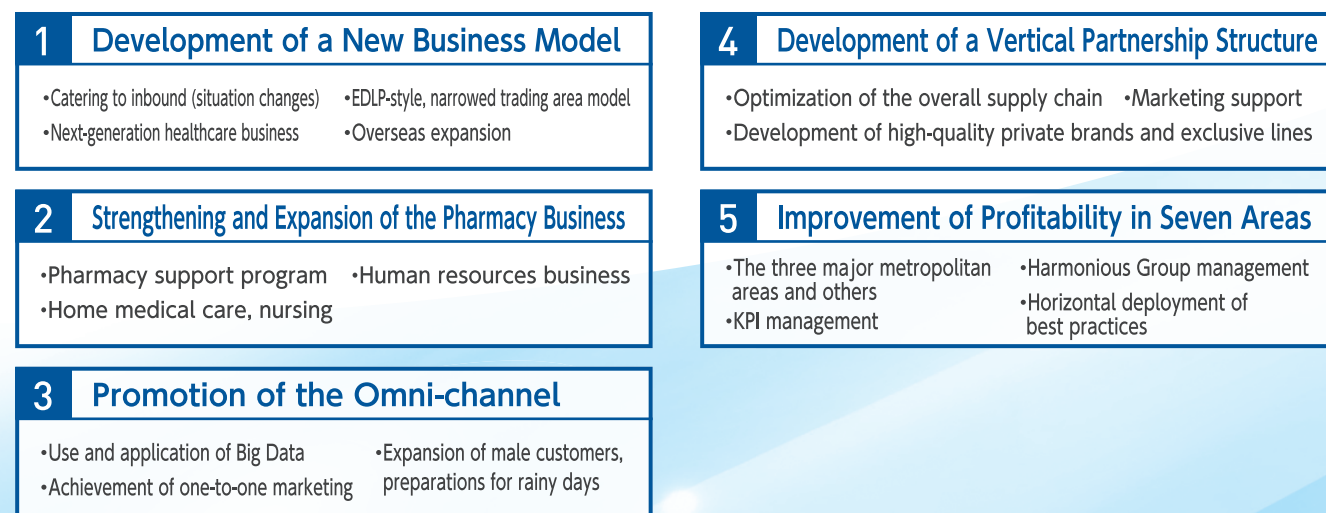 1 Development of a New Business Model
•Catering to inbound (situation changes) •EDLP-style, narrowed trading area model
•Next-generation healthcare business •Overseas expansion
2 Strengthening and Expansion of the Pharmacy Business
•Pharmacy support program •Human resources business
•Home medical care, nursing
3 Promotion of the Omni-channel
•Use and application of Big Data
•Achievement of one-to-one marketing
•Expansion of male customers,
preparations for rainy days
4 Development of a Vertical Partnership Structure
•Optimization of the overall supply chain •Marketing support
•Development of high-quality private brands and exclusive lines
5 Improvement of Profitability in Seven Areas
•The three major metropolitan
areas and others
•KPI management
•Harmonious Group management
•Horizontal deployment of
best practices